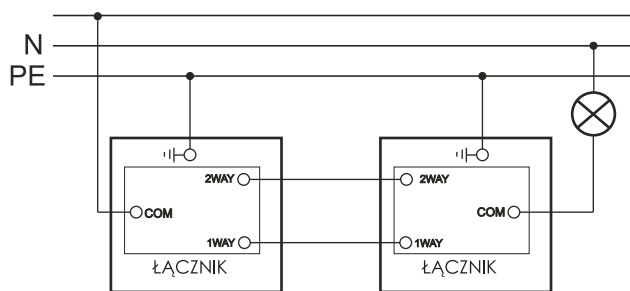 N
PE
2WAY 2WAY
COM COM
1WAY 1WAY
ŁĄCZNIK ŁĄCZNIK